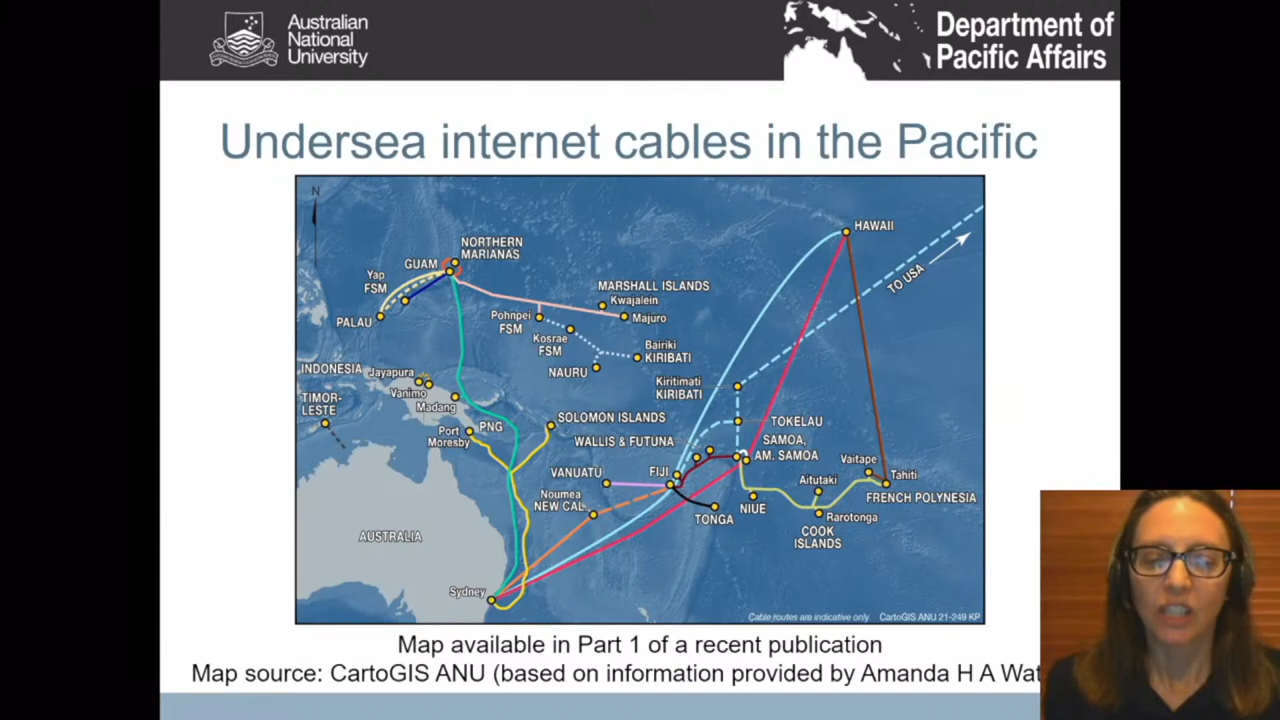 Australian
National
University
Department of
Pacific Affairs
Undersea internet cables in the Pacific
N
HAWAII
NORTHERN
MARIANAS
GUAM
Yap
FSM
TO USA
MARSHALL ISLANDS
Kwajalein
PALAU
Pohnpei
FSM
Majuro
Kosrae
FSM
Bairiki
KIRIBATI
INDONESIA
Jayapura
NAURU
Kiritimati
KIRIBATI
Vanimo
TIMOR-
LESTE
Madang
SOLOMON ISLANDS
TOKELAU
Port
Moresby
PNG
WALLIS & FUTUNA
SAMOA,
AM. SAMOA
VANUATU
FIJI
Vaitape
Tahiti
Aitutaki
FRENCH POLYNESIA
Noumea
NEW CAL.
TONGA
NIUE
Rarotonga
COOK
ISLANDS
AUSTRALIA
Sydney
Cable routes are indicative only. CartoGIS ANU 21-249 KP
Map available in Part 1 of a recent publication
Map source: CartoGIS ANU (based on information provided by Amanda H A Wat